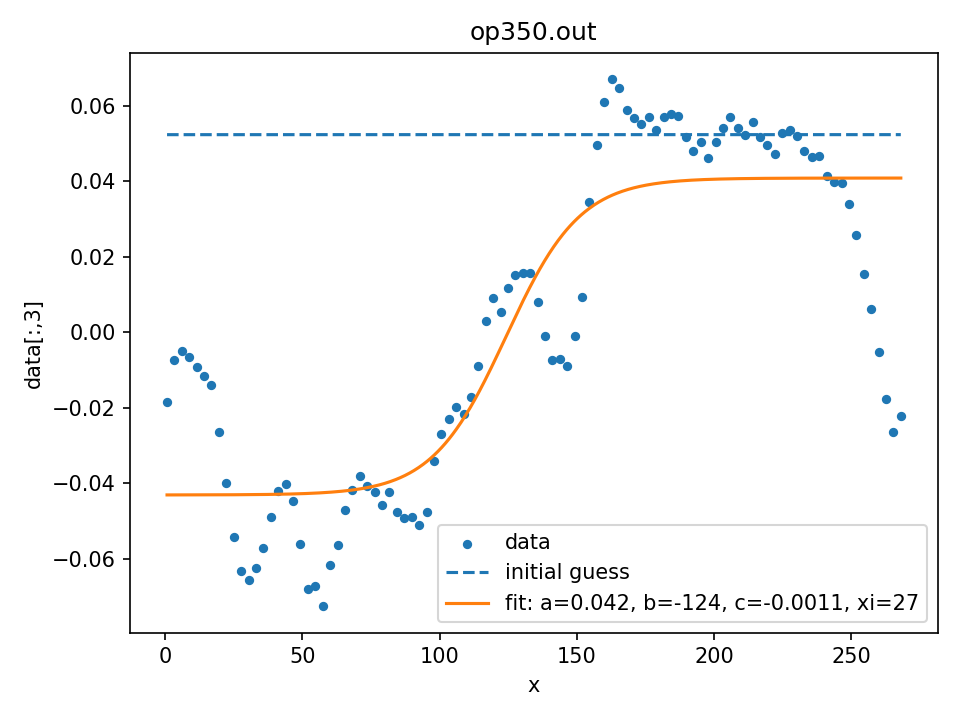 op350.out
0.06
0.04
0.02
0.00
−0.02
−0.04
−0.06
data[:,3]
0
50
100
150
200
250
x
data
initial guess
fit: a=0.042, b=-124, c=-0.0011, xi=27